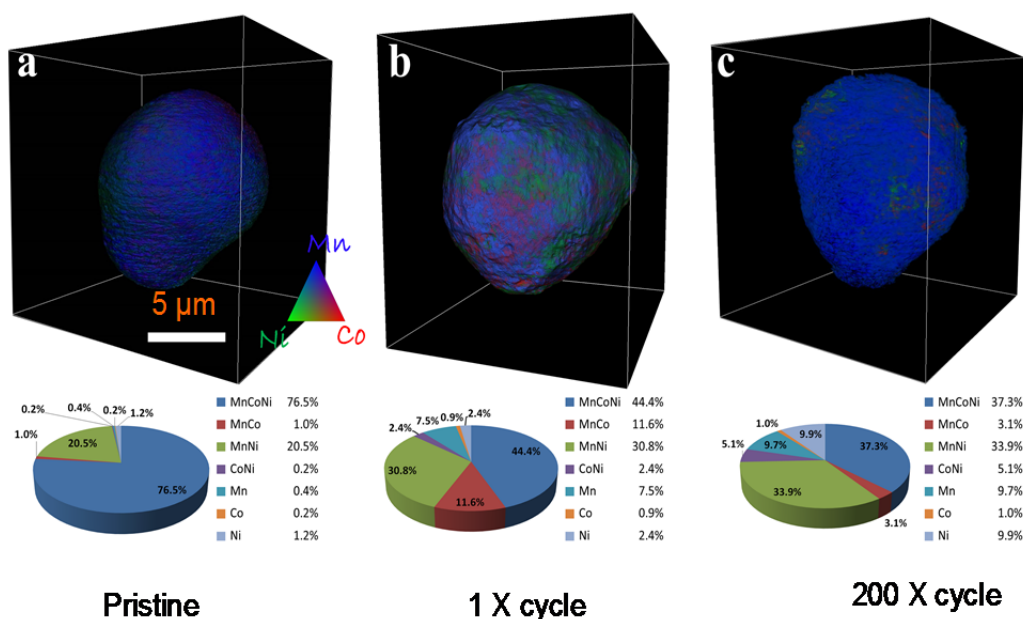 a
b
c
Mn
Ni
Co
5 µm
0.2%
0.4%
0.2%
1.2%
1.0%
20.5%
76.5%
MnCoNi 76.5%
MnCo 1.0%
MnNi 20.5%
CoNi 0.2%
Mn 0.4%
Co 0.2%
Ni 1.2%
2.4%
7.5%
0.9%
2.4%
30.8%
44.4%
11.6%
MnCoNi 44.4%
MnCo 11.6%
MnNi 30.8%
CoNi 2.4%
Mn 7.5%
Co 0.9%
Ni 2.4%
1.0%
5.1%
9.7%
9.9%
37.3%
33.9%
3.1%
MnCoNi 37.3%
MnCo 3.1%
MnNi 33.9%
CoNi 5.1%
Mn 9.7%
Co 1.0%
Ni 9.9%
Pristine
1 X cycle
200 X cycle